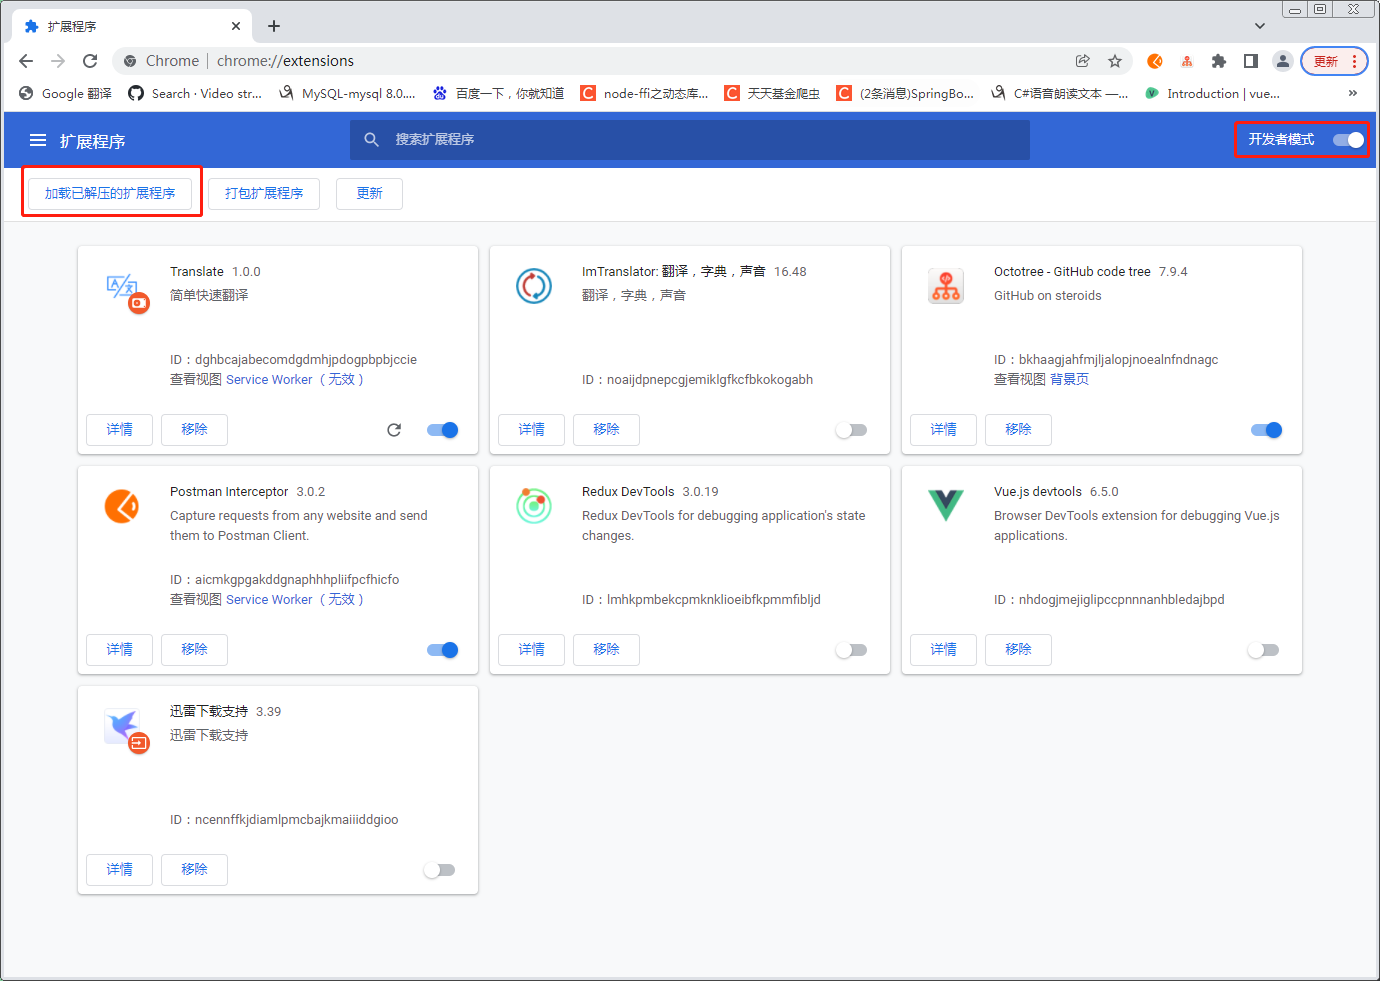 扩展程序
Chrome
chrome://extensions
更新
Google 翻译
Search · Video str...
MySQL-mysql 8.0....
百度一下，你就知道
node-ffi之动态库...
天天基金爬虫
(2条消息)SpringBo...
C#语音朗读文本 —...
Introduction | vue...
扩展程序
搜索扩展程序
开发者模式
加载已解压的扩展程序
打包扩展程序
更新
Translate 1.0.0
简单快速翻译
ID：dghbcajabecomdgdmhjpdogpbpbjccie
查看视图 Service Worker（无效）
详情
移除
ImTranslator: 翻译，字典，声音 16.48
翻译，字典，声音
ID：noaijdpnepcgjemiklgfkcfbkokogabh
详情
移除
Octotree - GitHub code tree 7.9.4
GitHub on steroids
ID：bkhaagjahfmjljalopjnoealnfndnagc
查看视图 背景页
详情
移除
Postman Interceptor 3.0.2
Capture requests from any website and send
them to Postman Client.
ID：aicmkgpgakddgnaphhhpliifpcfhicfo
查看视图 Service Worker（无效）
详情
移除
Redux DevTools 3.0.19
Redux DevTools for debugging application's state
changes.
ID：lmhkpmbekcpmknklioeibfkpmmfibljd
详情
移除
Vue.js devtools 6.5.0
Browser DevTools extension for debugging Vue.js
applications.
ID：nhdogjmejiglipccpnnnanhbledajbpd
详情
移除
迅雷下载支持 3.39
迅雷下载支持
ID：ncennffkjdiamlpmcbajkmaiiiddgioo
详情
移除